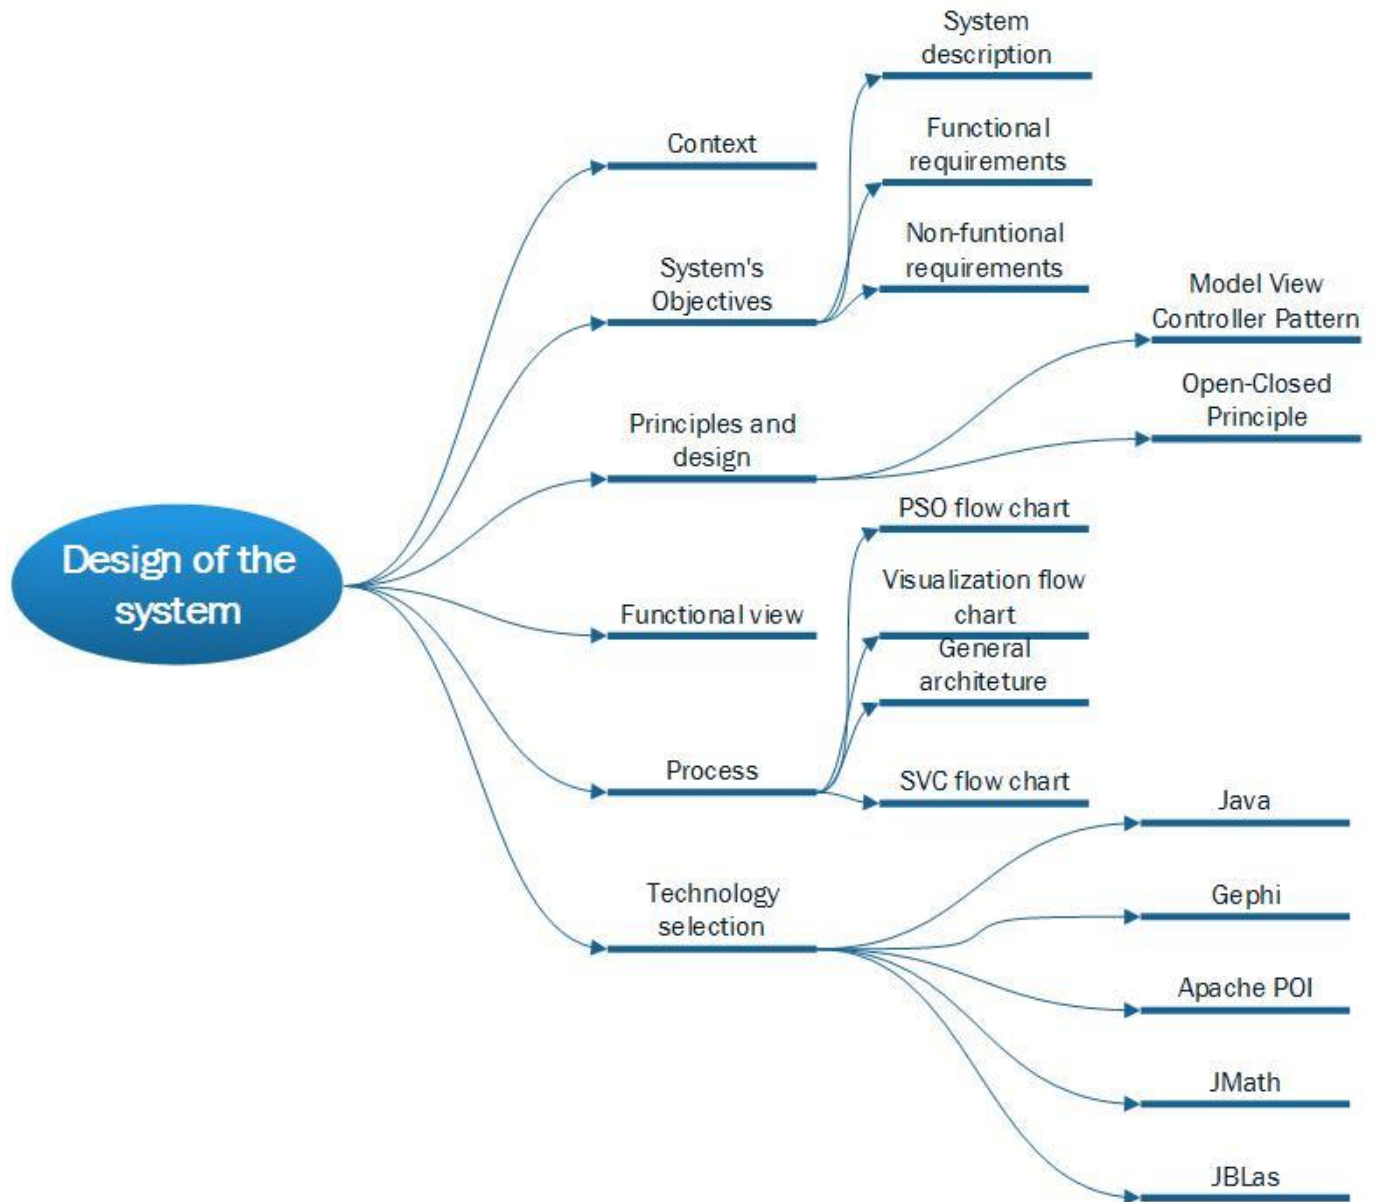 Design of the
system
Context
System's
Objectives
System
description
Functional
requirements
Non-funtional
requirements
Principles and
design
Model View
Controller Pattern
Open-Closed
Principle
Functional view
Process
PSO flow chart
Visualization flow
chart
General
architeture
SVC flow chart
Technology
selection
Java
Gephi
Apache POI
JMath
JBLas